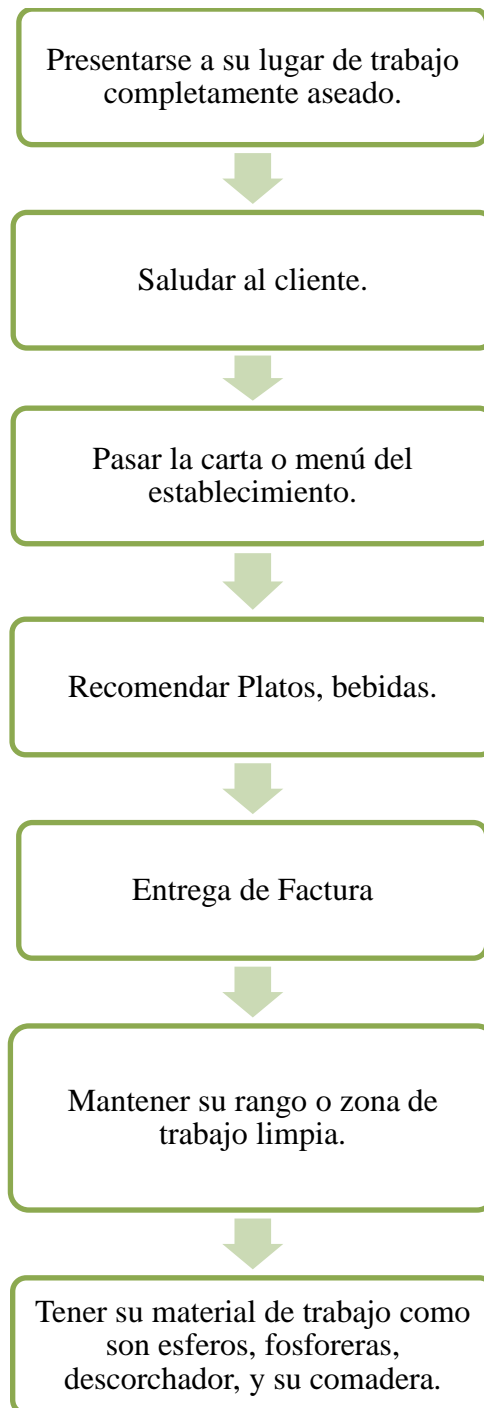 Presentarse a su lugar de trabajo
completamente aseado.
Saludar al cliente.
Pasar la carta o menú del
establecimiento.
Recomendar Platos, bebidas.
Entrega de Factura
Mantener su rango o zona de
trabajo limpia.
Tener su material de trabajo como
son esferos, fosforeras,
descorchador, y su comadera.